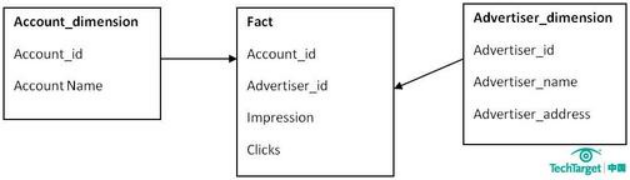 Account_dimension
Account_id
Account Name
Fact
Account_id
Advertiser_id
Impression
Clicks
Advertiser_dimension
Advertiser_id
Advertiser_name
Advertiser_address
TechTarget 中国